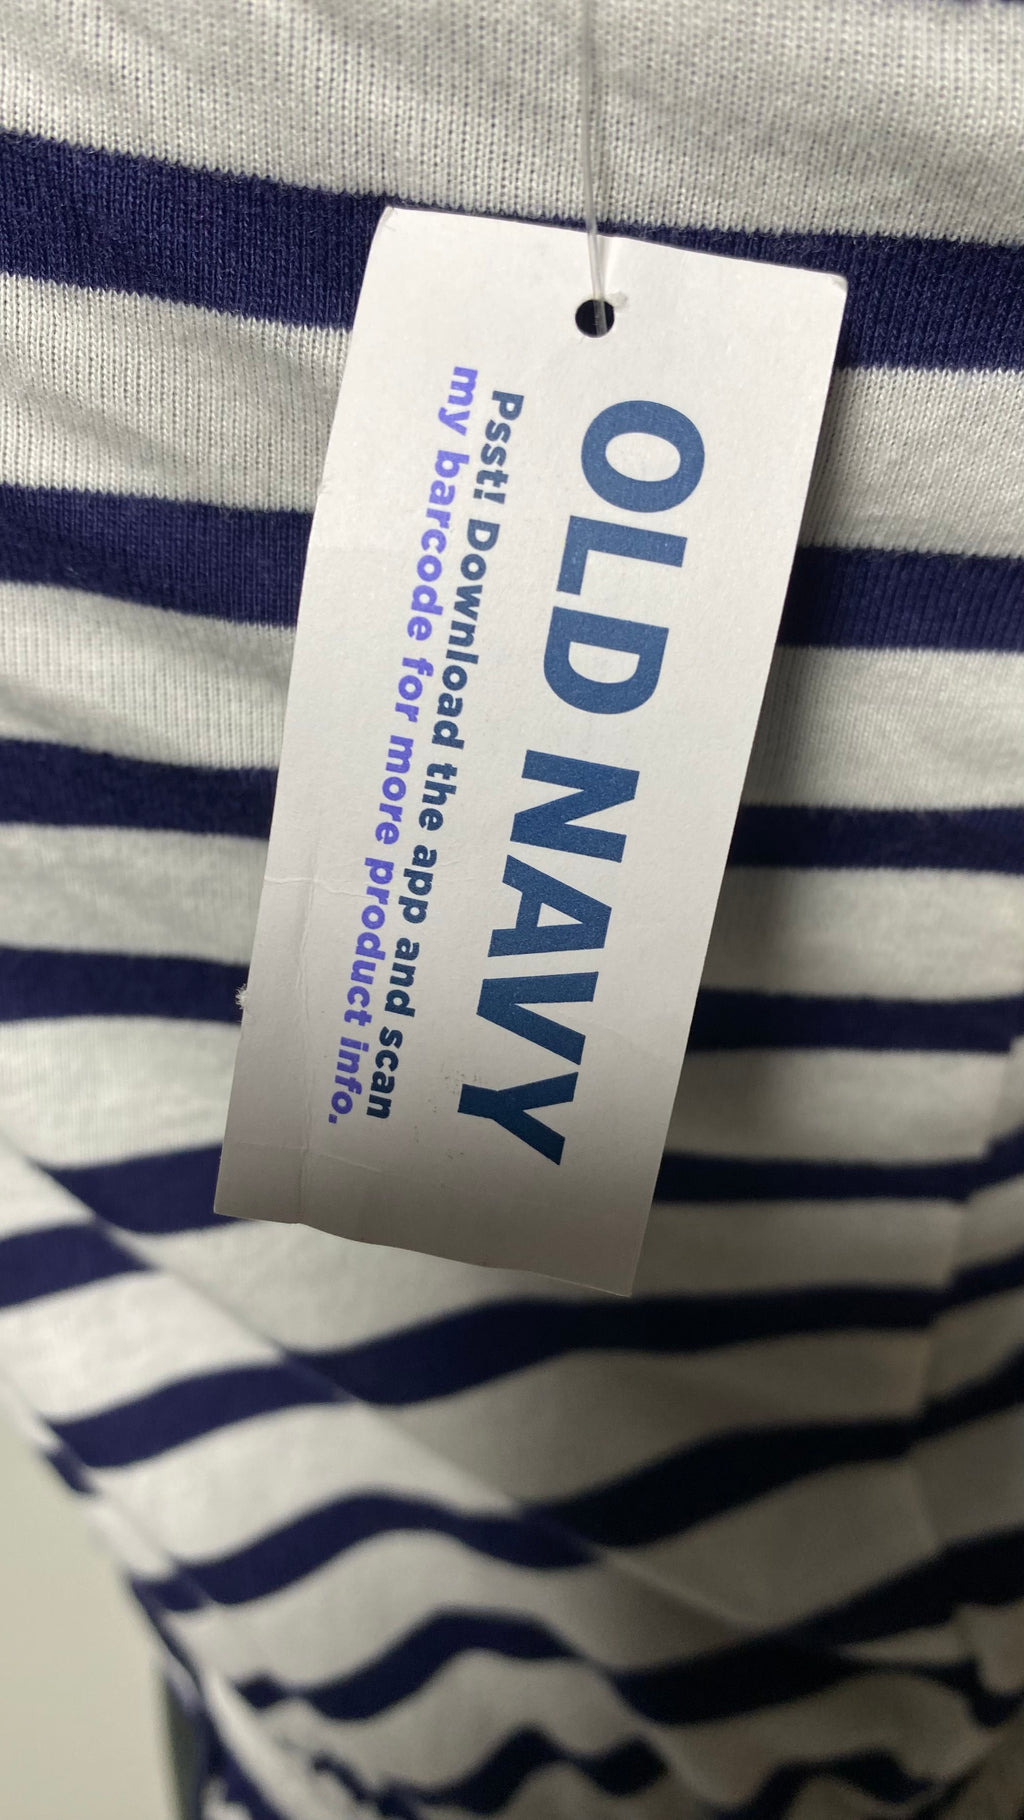 OLD NAVY
Psst! Download the app and scan
my barcode for more product info.